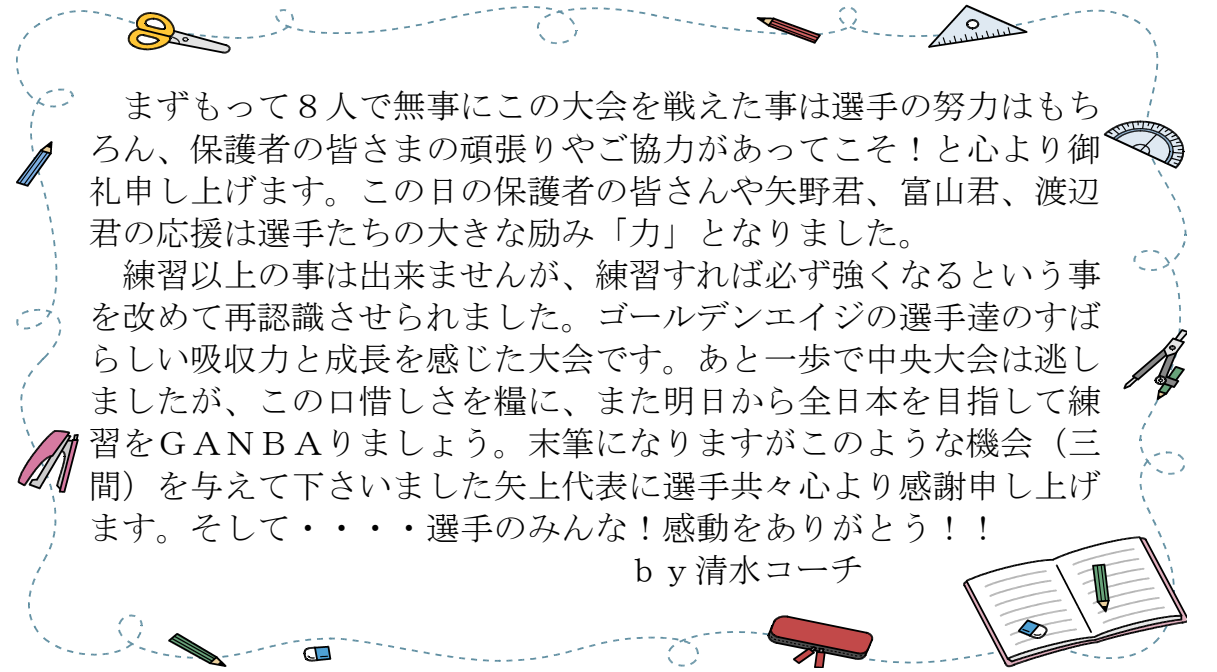 まずもって８人で無事にこの大会を戦えた事は選手の努力はもち
ろん、保護者の皆さまの頑張りやご協力があってこそ！と心より御
礼申し上げます。この日の保護者の皆さんや矢野君、富山君、渡辺
君の応援は選手たちの大きな励み「力」となりました。
　練習以上の事は出来ませんが、練習すれば必ず強くなるという事
を改めて再認識させられました。ゴールデンエイジの選手達のすば
らしい吸収力と成長を感じた大会です。あと一歩で中央大会は逃し
ましたが、この口惜しさを糧に、また明日から全日本を目指して練
習をＧＡＮＢＡりましょう。末筆になりますがこのような機会（三
間）を与えて下さいました矢上代表に選手共々心より感謝申し上げ
ます。そして・・・・選手のみんな！感動をありがとう！！
ｂｙ清水コーチ